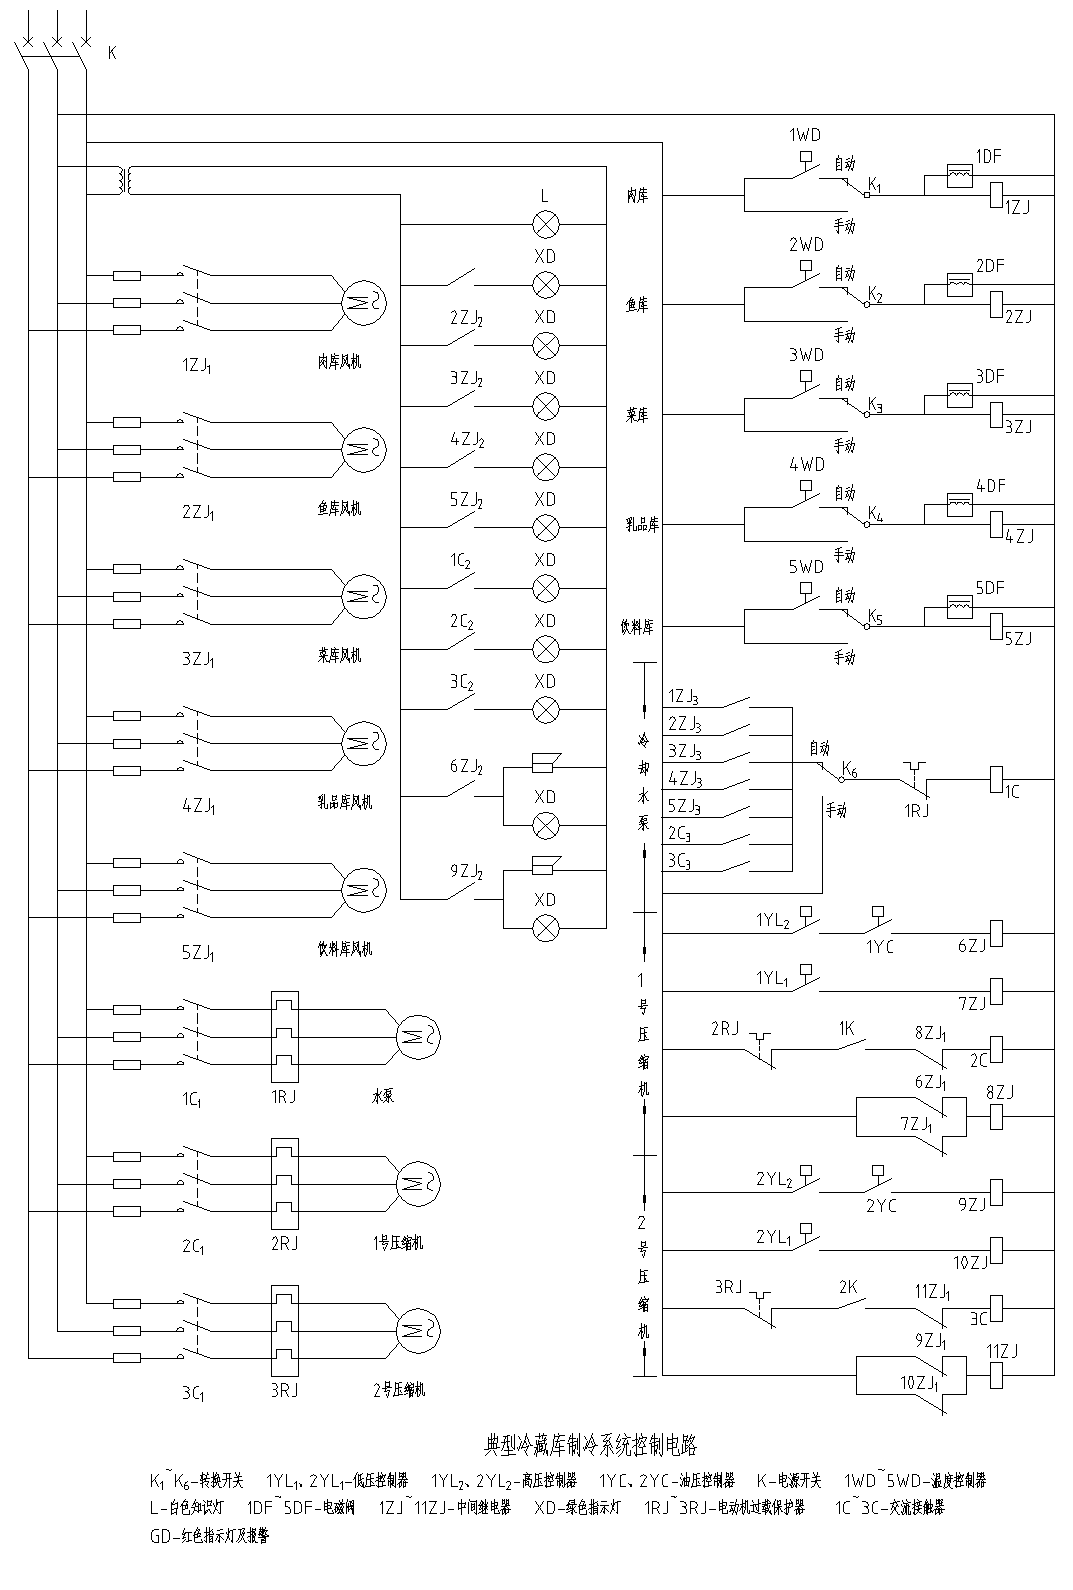 K
1WD
自动
1DF
K1
肉库
1ZJ
手动
L
XD
2WD
自动
2DF
K2
鱼库
2ZJ
手动
1ZJ1
肉库风机
2ZJ2
XD
3WD
自动
3DF
K3
菜库
3ZJ
手动
3ZJ2
XD
4ZJ2
XD
4WD
自动
4DF
K4
乳品库
4ZJ
手动
2ZJ1
鱼库风机
5ZJ2
XD
1C2
XD
5WD
自动
5DF
K5
饮料库
5ZJ
手动
2C2
XD
3ZJ1
菜库风机
3C2
XD
1ZJ3
2ZJ3
3ZJ3
4ZJ3
5ZJ3
2C3
3C3
冷却水泵
自动
K6
手动
1RJ
1C
6ZJ2
XD
4ZJ1
乳品库风机
9ZJ2
XD
5ZJ1
饮料库风机
1号压缩机
1YL2
1YC
6ZJ
1YL1
7ZJ
2RJ
1K
8ZJ1
2C
6ZJ1
7ZJ1
8ZJ
1C1
1RJ
水泵
2号压缩机
2YL2
2YC
9ZJ
2YL1
10ZJ
3RJ
2K
11ZJ1
3C
9ZJ1
10ZJ1
11ZJ
2C1
2RJ
1号压缩机
3C1
3RJ
2号压缩机
典型冷藏库制冷系统控制电路
K1~K6-转换开关 1YL1、2YL1-低压控制器 1YL2、2YL2-高压控制器 1YC、2YC-油压控制器 K-电源开关 1WD~5WD-温度控制器
L-白色知识灯 1DF~5DF-电磁阀 1ZJ~11ZJ-中间继电器 XD-绿色指示灯 1RJ~3RJ-电动机过载保护器 1C~3C-交流接触器
GD-红色指示灯及报警